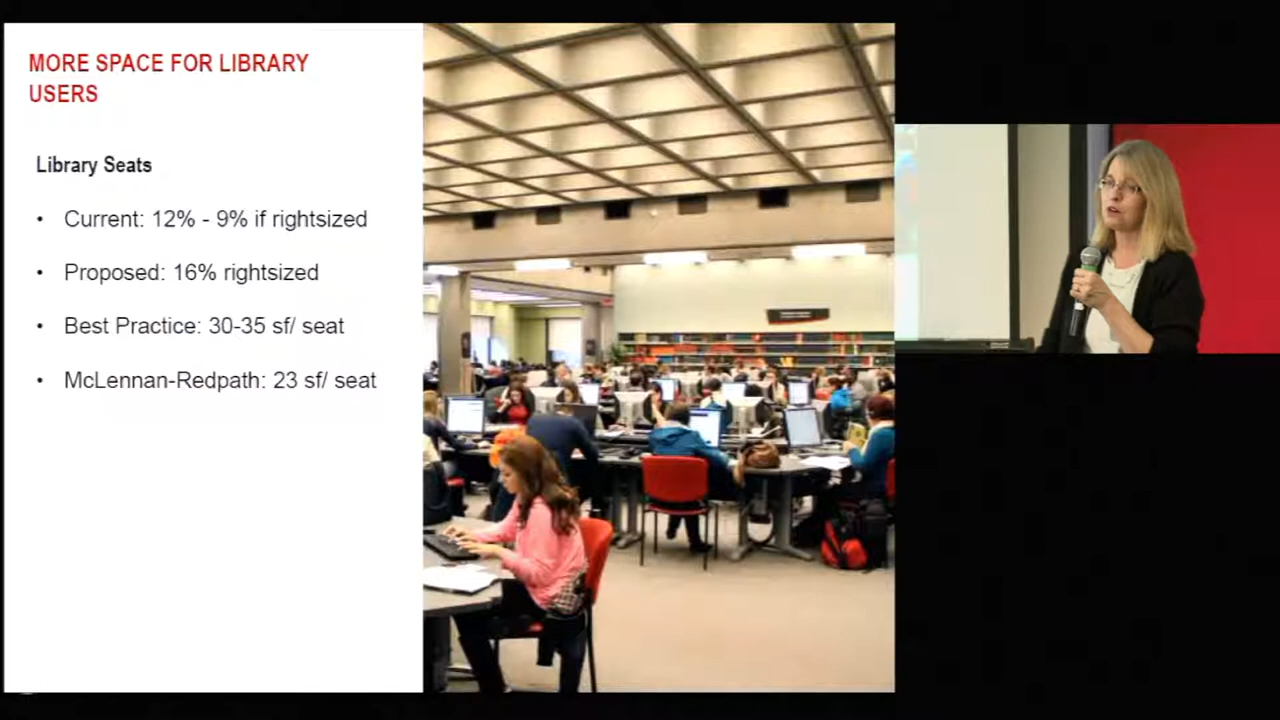 MORE SPACE FOR LIBRARY
USERS
Library Seats
• Current: 12% - 9% if rightsized
• Proposed: 16% rightsized
• Best Practice: 30-35 sf/ seat
• McLennan-Redpath: 23 sf/ seat